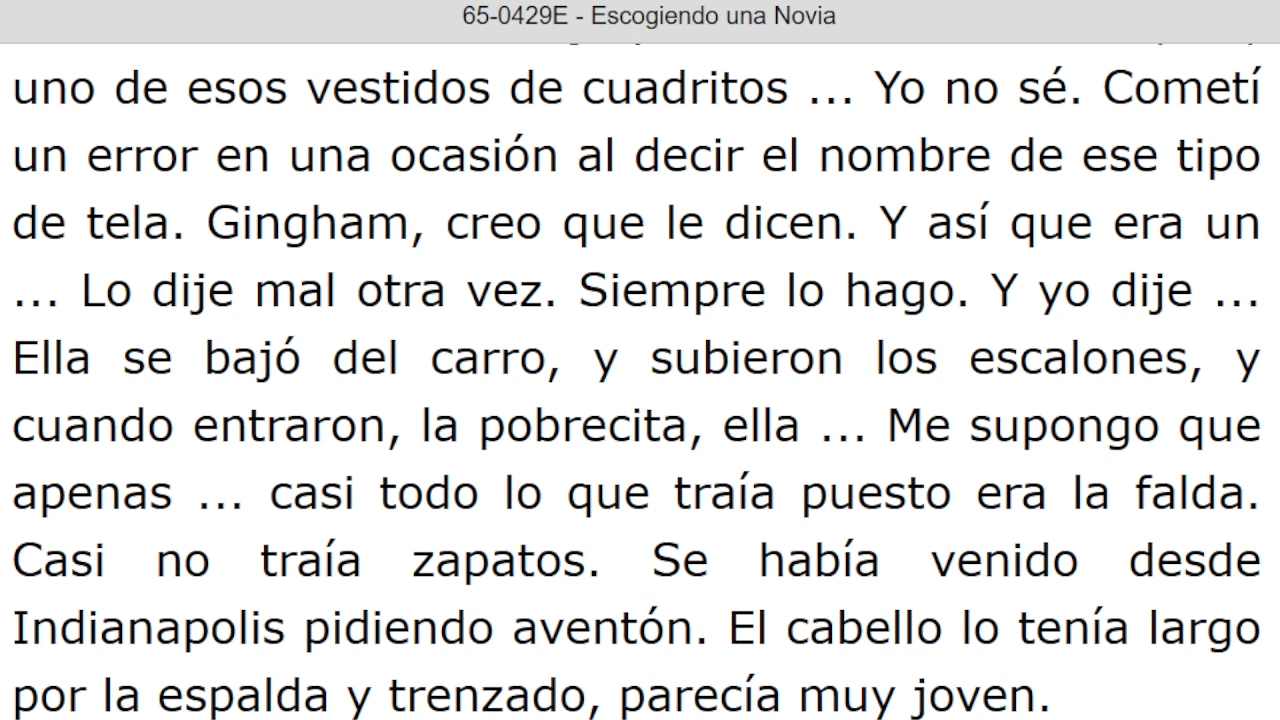 65-0429E - Escogiendo una Novia
uno de esos vestidos de cuadritos ... Yo no sé. Cometí
un error en una ocasión al decir el nombre de ese tipo
de tela. Gingham, creo que le dicen. Y así que era un
... Lo dije mal otra vez. Siempre lo hago. Y yo dije ...
Ella se bajó del carro, y subieron los escalones, y
cuando entraron, la pobrecita, ella ... Me supongo que
apenas ... casi todo lo que traía puesto era la falda.
Casi no traía zapatos. Se había venido desde
Indianapolis pidiendo aventón. El cabello lo tenía largo
por la espalda y trenzado, parecía muy joven.